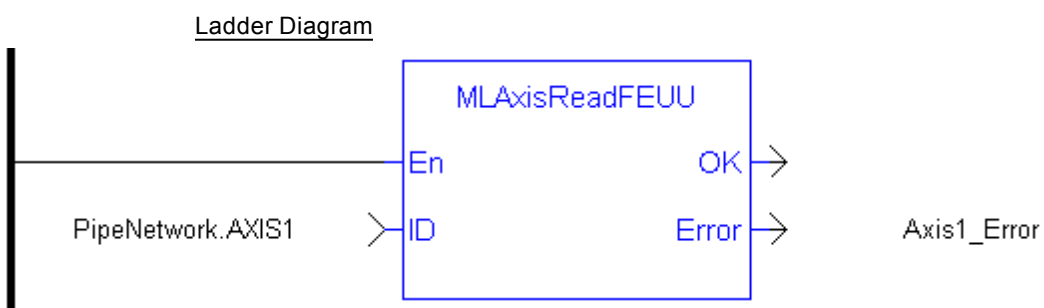 Ladder Diagram
MLAxisReadFEUU
En OK
PipeNetwork.AXIS1 ID Error Axis1_Error